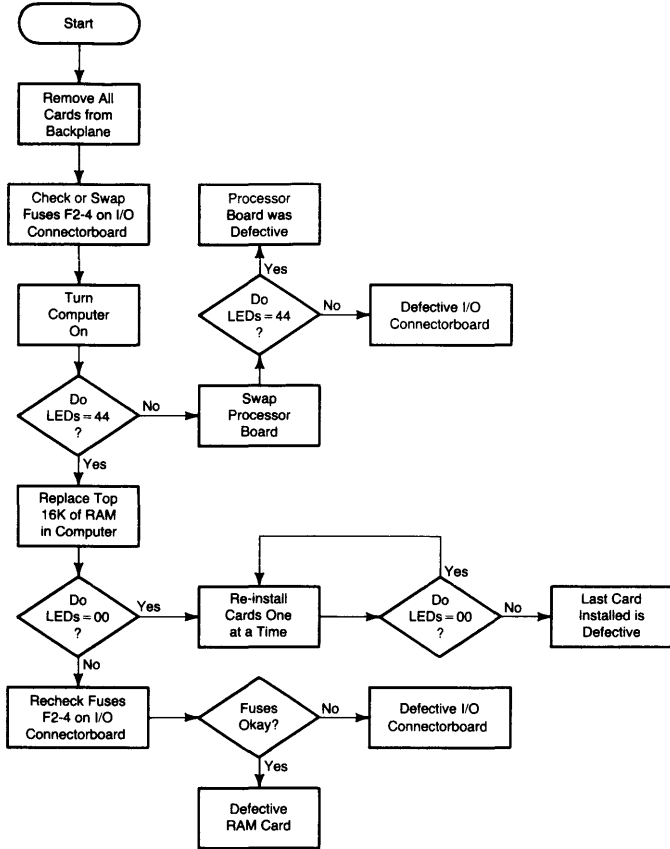 Start
Remove All
Cards from
Backplane
Check or Swap
Fuses F2-4 on I/O
Connectorboard
Turn
Computer
On
Do
LEDs = 44
?
No
Swap
Processor
Board
Do
LEDs = 44
?
Yes
Processor
Board was
Defective
No
Defective I/O
Connectorboard
Yes
Replace Top
16K of RAM
in Computer
Do
LEDs = 00
?
Yes
Re-install
Cards One
at a Time
Do
LEDs = 00
?
Yes
No
Last Card
Installed is
Defective
No
Recheck Fuses
F2-4 on I/O
Connectorboard
Fuses
Okay?
No
Defective I/O
Connectorboard
Yes
Defective
RAM Card